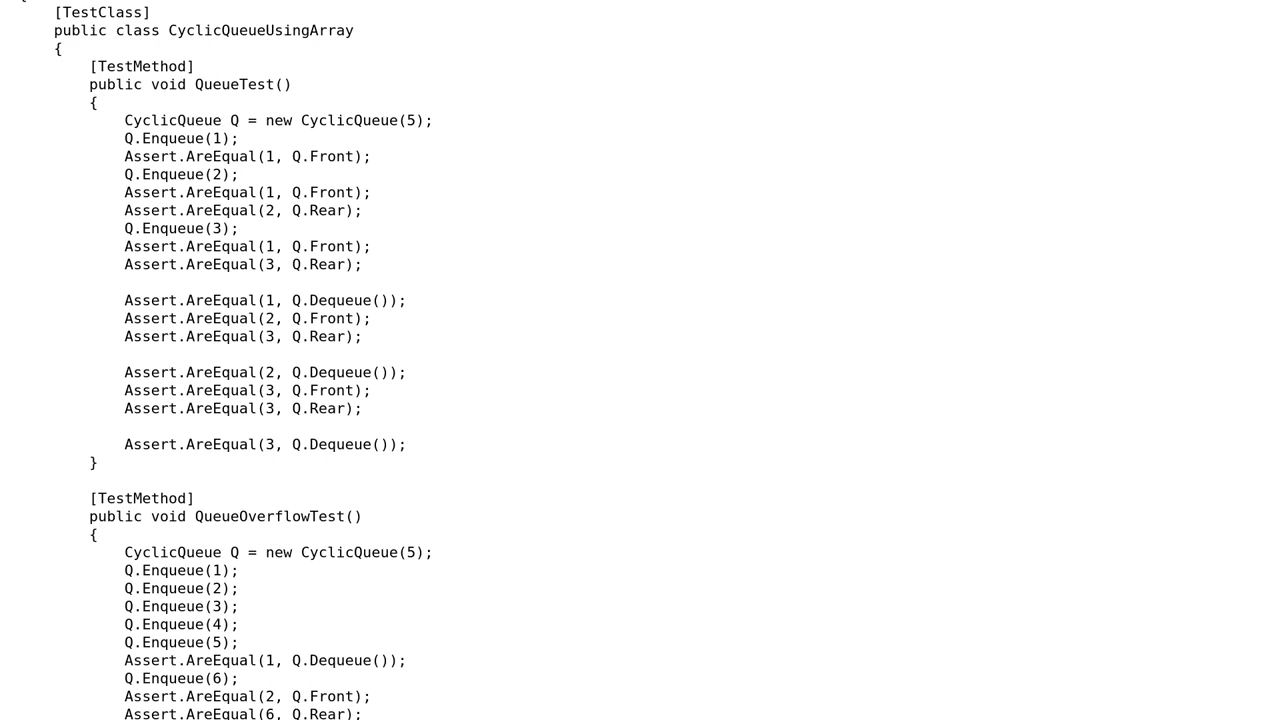 {
[TestClass]
public class CyclicQueueUsingArray
{
[TestMethod]
public void QueueTest()
{
CyclicQueue Q = new CyclicQueue(5);
Q.Enqueue(1);
Assert.AreEqual(1, Q.Front);
Q.Enqueue(2);
Assert.AreEqual(1, Q.Front);
Assert.AreEqual(2, Q.Rear);
Q.Enqueue(3);
Assert.AreEqual(1, Q.Front);
Assert.AreEqual(3, Q.Rear);
Assert.AreEqual(1, Q.Dequeue());
Assert.AreEqual(2, Q.Front);
Assert.AreEqual(3, Q.Rear);
Assert.AreEqual(2, Q.Dequeue());
Assert.AreEqual(3, Q.Front);
Assert.AreEqual(3, Q.Rear);
Assert.AreEqual(3, Q.Dequeue());
}
[TestMethod]
public void QueueOverflowTest()
{
CyclicQueue Q = new CyclicQueue(5);
Q.Enqueue(1);
Q.Enqueue(2);
Q.Enqueue(3);
Q.Enqueue(4);
Q.Enqueue(5);
Assert.AreEqual(1, Q.Dequeue());
Q.Enqueue(6);
Assert.AreEqual(2, Q.Front);
Assert.AreEqual(6, Q.Rear);